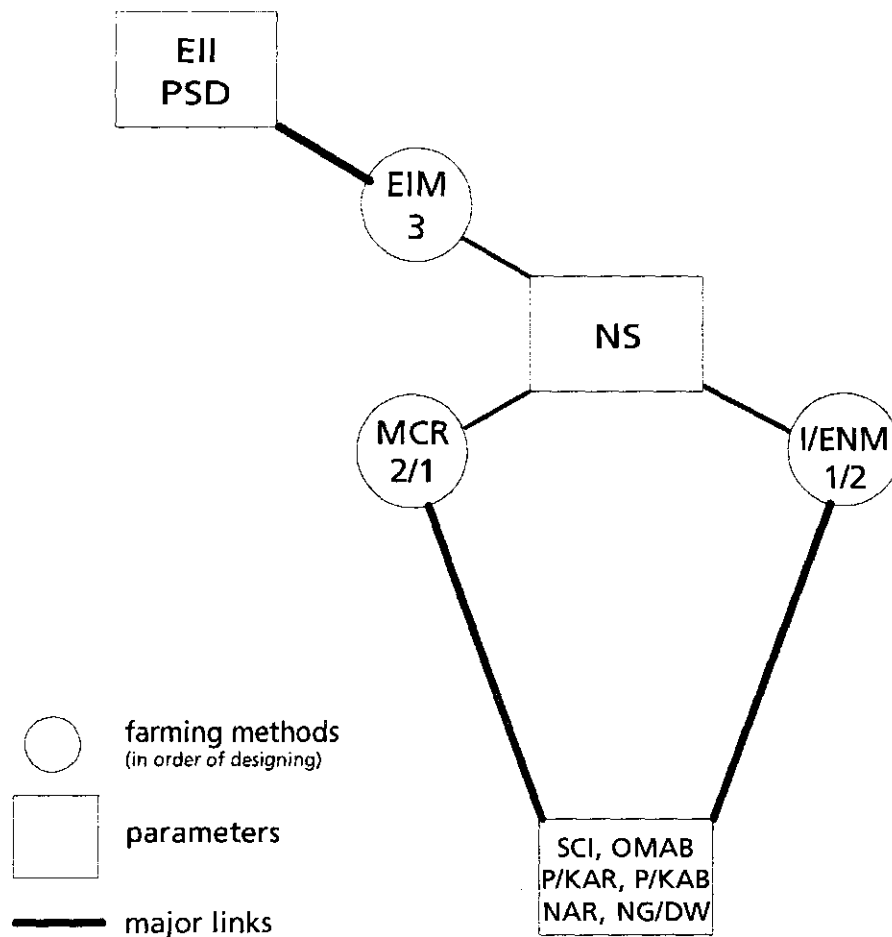 EII
PSD
EIM
3
NS
MCR
2/1
I/ENM
1/2
farming methods
(in order of designing)
parameters
major links
SCI, OMAB
P/KAR, P/KAB
NAR, NG/DW